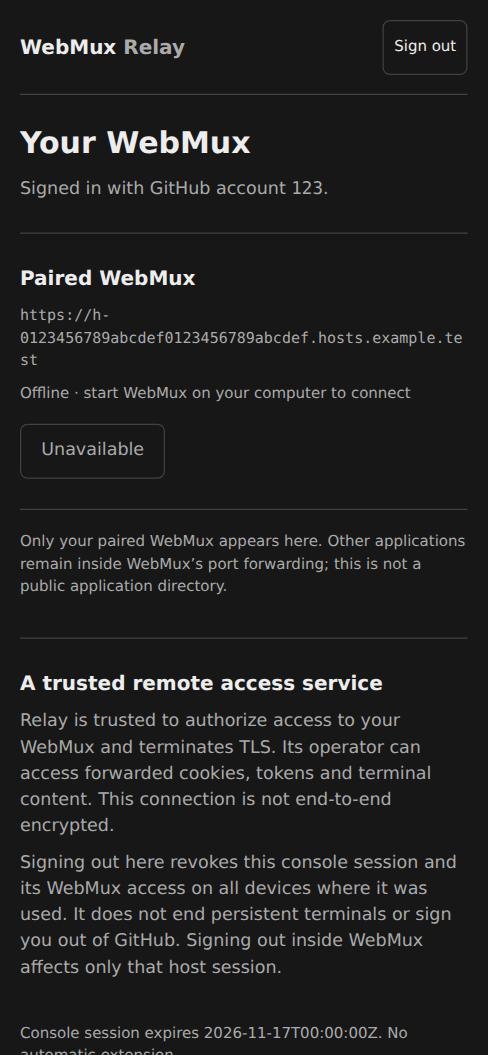 WebMux Relay
Sign out
Your WebMux
Signed in with GitHub account 123.
Paired WebMux
https://h-
0123456789abcdef0123456789abcdef.hosts.example.te
st
Offline · start WebMux on your computer to connect
Unavailable
Only your paired WebMux appears here. Other applications
remain inside WebMux’s port forwarding; this is not a
public application directory.
A trusted remote access service
Relay is trusted to authorize access to your
WebMux and terminates TLS. Its operator can
access forwarded cookies, tokens and terminal
content. This connection is not end-to-end
encrypted.
Signing out here revokes this console session and
its WebMux access on all devices where it was
used. It does not end persistent terminals or sign
you out of GitHub. Signing out inside WebMux
affects only that host session.
Console session expires 2026-11-17T00:00:00Z. No
automatic extension.